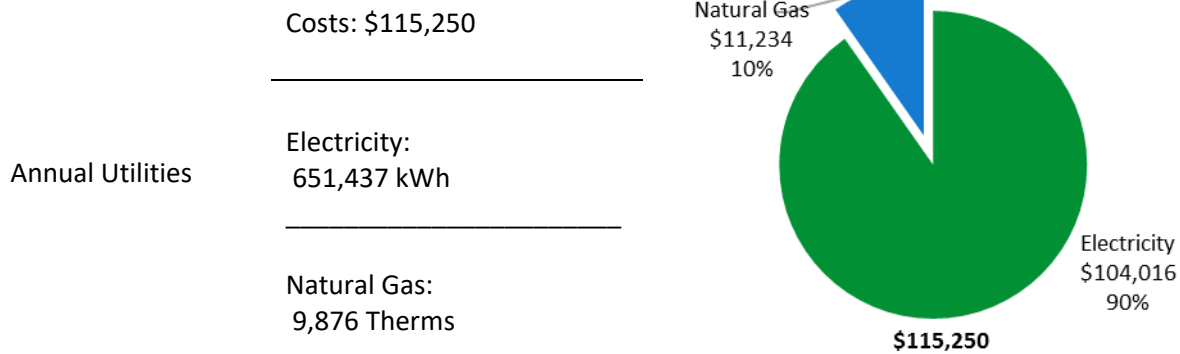 Costs: $115,250
Annual Utilities
Electricity:
651,437 kWh
Natural Gas:
9,876 Therms
Natural Gas
$11,234
10%
Electricity
$104,016
90%
$115,250